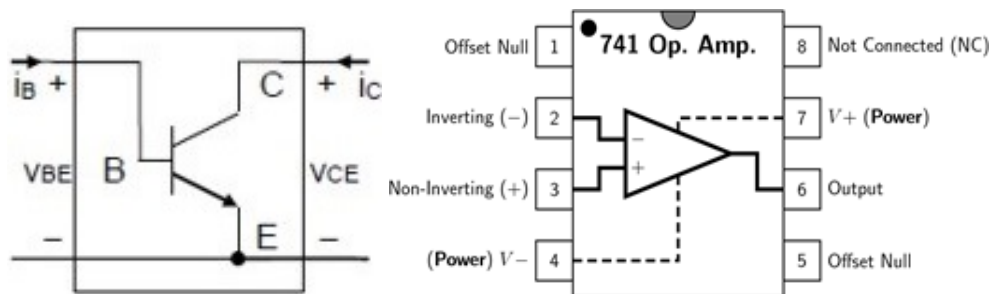 iB + C + iC
VBE B VCE
− E −
741 Op. Amp.
Offset Null 1 8 Not Connected (NC)
Inverting (−) 2 − 7 V+ (Power)
Non-Inverting (+) 3 + 6 Output
(Power) V− 4 5 Offset Null